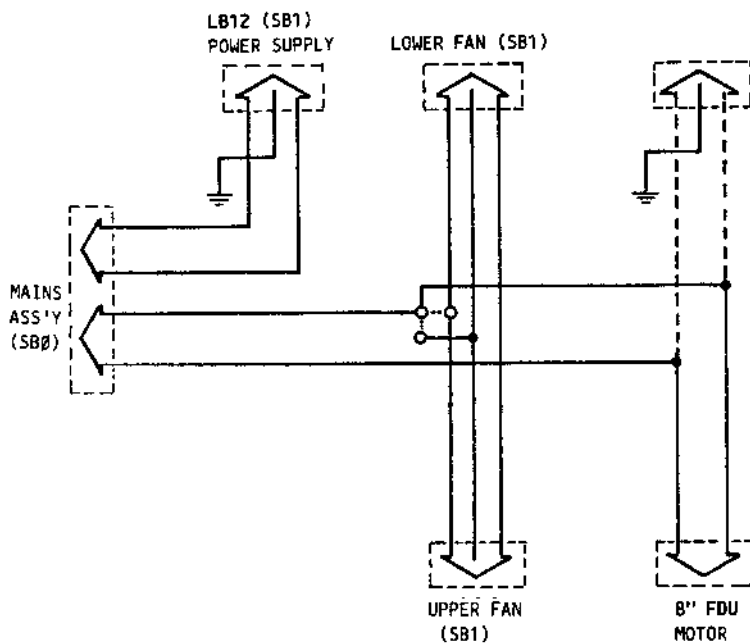 LB12 (SB1)
POWER SUPPLY
LOWER FAN (SB1)
MAINS
ASS'Y
(SBØ)
UPPER FAN
(SB1)
8" FDU
MOTOR